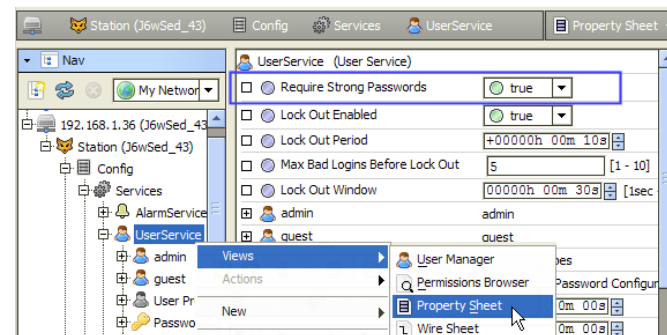 Station (J6wSed_43) Config Services UserService Property Sheet
Nav
UserService (User Service)
My Networ
Require Strong Passwords true
192.168.1.36 (J6wSed_43
Lock Out Enabled true
Station (J6wSed_43)
Lock Out Period +00000h 00m 10s
Config
Max Bad Logins Before Lock Out 5 [1 - 10]
Services
Lock Out Window 00000h 00m 30s [1sec
AlarmService
admin admin
UserService
guest guest
admin
Views
User Manager
guest
Actions
Permissions Browser
Password Configur
User Pr
Property Sheet
0m 00s
Passwo
New
Wire Sheet
0m 00s